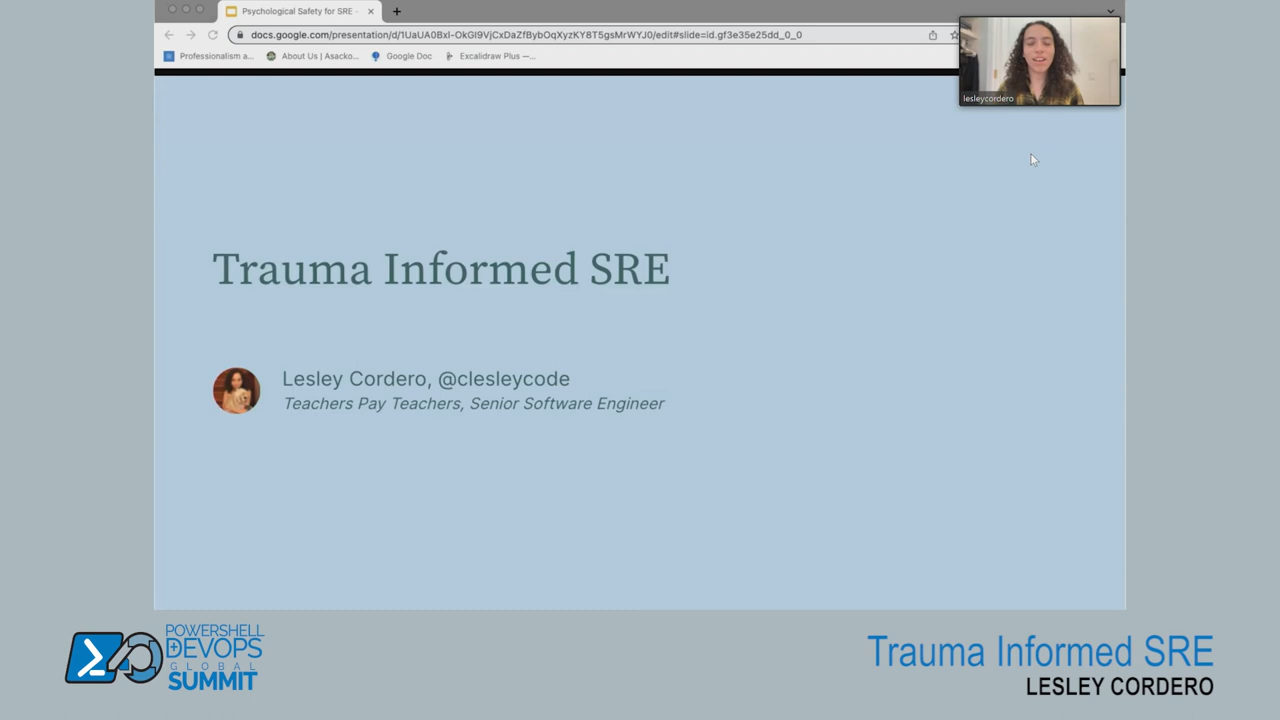 Psychological Safety for SRE -
docs.google.com/presentation/d/1UaUA0BxI-OkGI9VjCxDaZfBybOqXyzKY8T5gsMrWYJ0/edit#slide=id.gf3e35e25dd_0_0
Professionalism a... About Us | Asacko... Google Doc Excalidraw Plus —...
lesleycordero
Trauma Informed SRE
Lesley Cordero, @clesleycode
Teachers Pay Teachers, Senior Software Engineer
POWERSHELL
DEVOPS
GLOBAL
SUMMIT
Trauma Informed SRE
LESLEY CORDERO